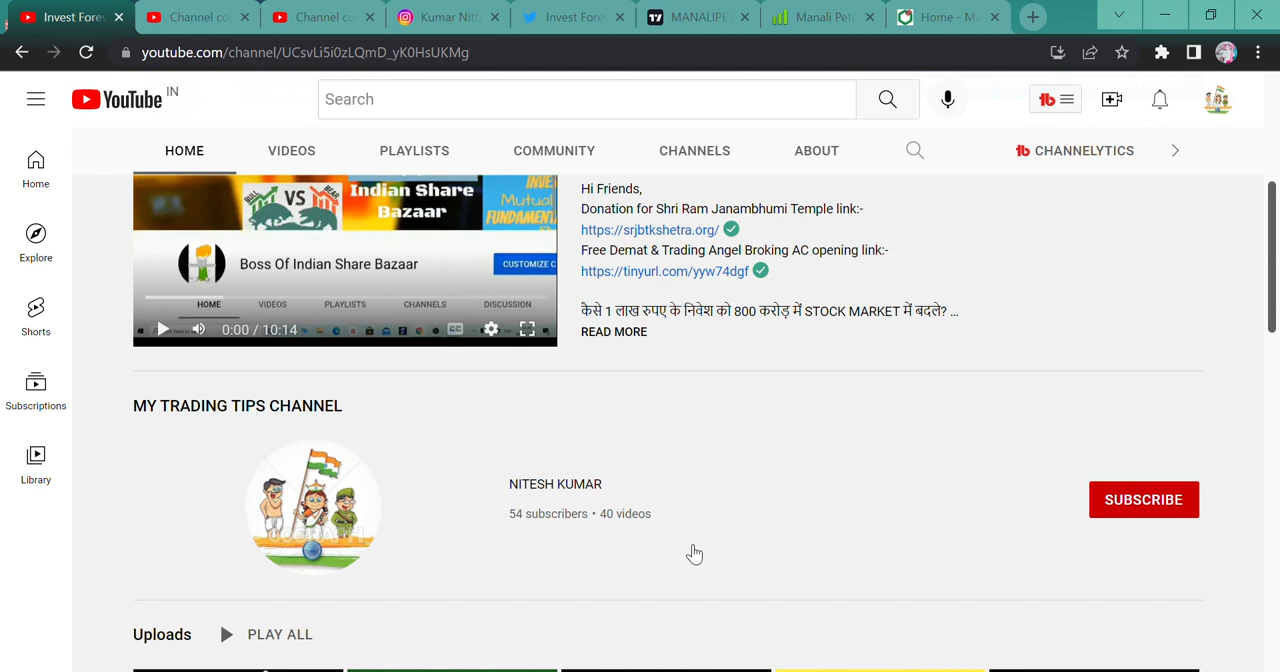 Invest Fore
Channel co
Channel co
Kumar Nit
Invest Fore
MANALIPE
Manali Pet
Home - Ma
youtube.com/channel/UCsvLi5i0zLQmD_yK0HsUKMg
YouTube IN
Search
HOME VIDEOS PLAYLISTS COMMUNITY CHANNELS ABOUT CHANNELYTICS
Home
Explore
Shorts
Subscriptions
Library
VS
Indian Share
Bazaar
Mutual
FUNDAMEN
Boss Of Indian Share Bazaar
CUSTOMIZE C
HOME VIDEOS PLAYLISTS CHANNELS DISCUSSION
0:00 / 10:14
CC
Hi Friends,
Donation for Shri Ram Janambhumi Temple link:-
https://srjbtkshetra.org/
Free Demat & Trading Angel Broking AC opening link:-
https://tinyurl.com/yyw74dgf
कैसे 1 लाख रुपए के निवेश को 800 करोड़ में STOCK MARKET में बदले? ...
READ MORE
MY TRADING TIPS CHANNEL
NITESH KUMAR
54 subscribers • 40 videos
SUBSCRIBE
Uploads PLAY ALL